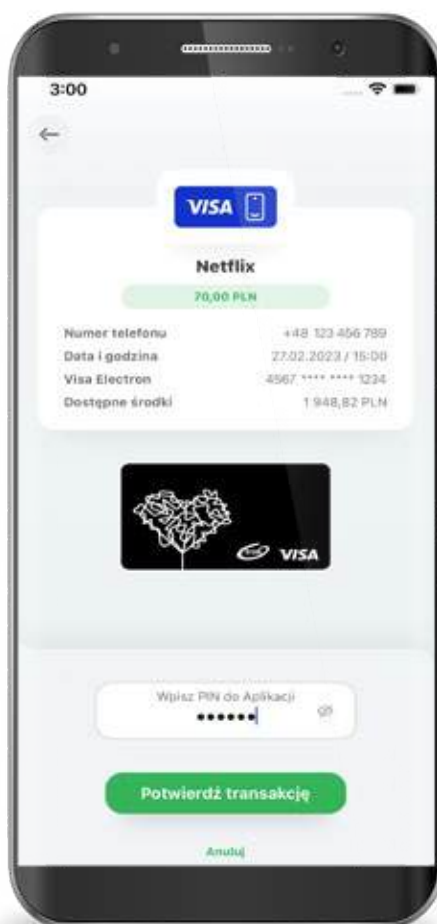 3:00
VISA
Netflix
70,00 PLN
Numer telefonu +48 123 456 789
Data i godzina 27.02.2023 / 15:00
Visa Electron 4567 **** **** 1234
Dostępne środki 1 948,82 PLN
VISA
Wpisz PIN do Aplikacji
••••••
Potwierdź transakcję
Anuluj